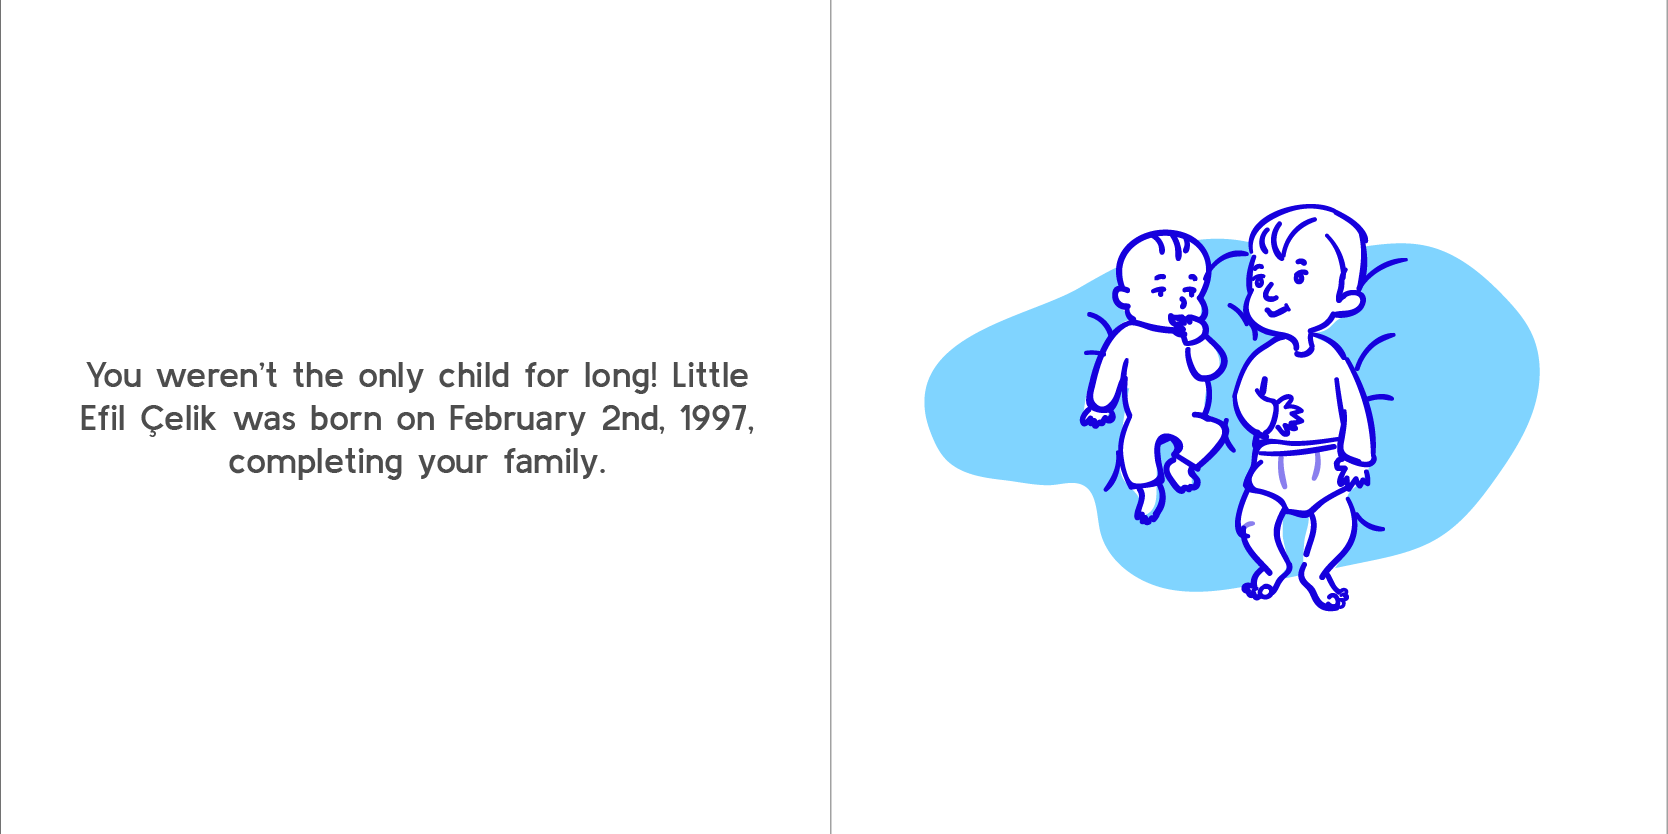 You weren’t the only child for long! Little
Efil Çelik was born on February 2nd, 1997,
completing your family.